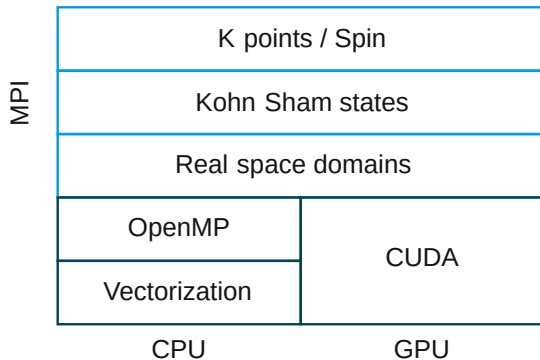 K points / Spin
MPI
Kohn Sham states
Real space domains
OpenMP
CUDA
Vectorization
CPU
GPU